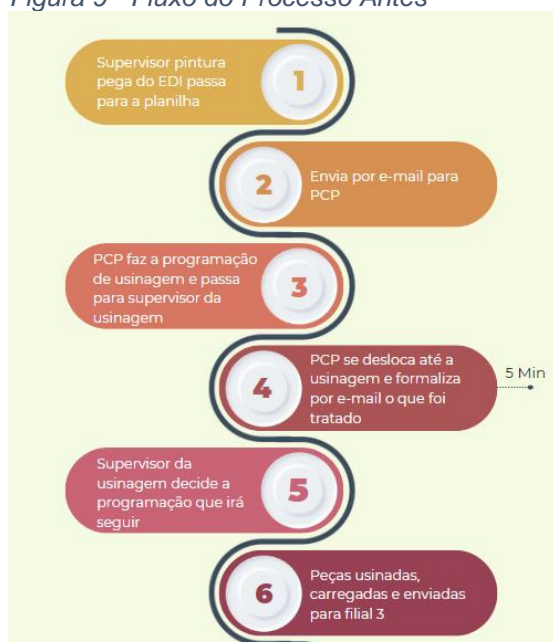 Figura 9 - Fluxo do Processo Antes
Supervisor pintura
pega do EDI passa
para a planilha
1
2
Envia por e-mail para
PCP
PCP faz a programação
de usinagem e passa
para supervisor da
usinagem
3
4
PCP se desloca até a
usinagem e formaliza
por e-mail o que foi
tratado
5 Min
Supervisor da
usinagem decide a
programação que irá
seguir
5
6
Peças usinadas,
carregadas e enviadas
para filial 3